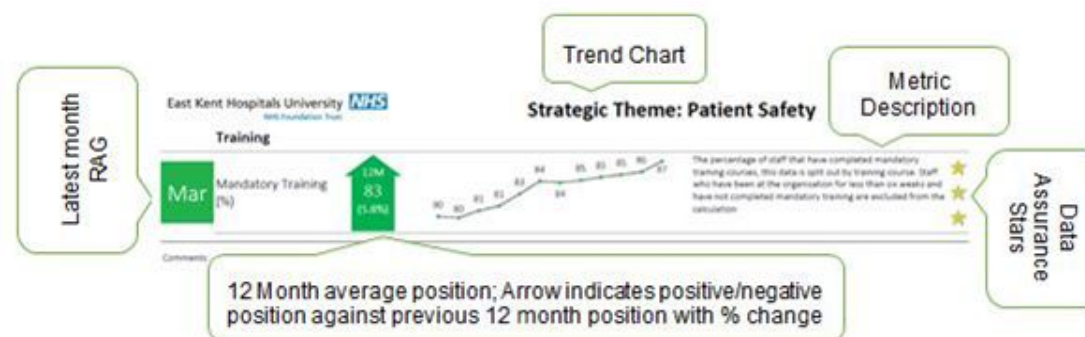 Trend Chart
Metric
Description
Latest month
RAG
East Kent Hospitals University NHS
NHS Foundation Trust
Strategic Theme: Patient Safety
Training
Mar
Mandatory Training
(%)
12M
83
(5.8%)
80 80 81 81 83 84 84 85 85 85 86 87
The percentage of staff that have completed mandatory
training courses, this data is split out by training course. Staff
who have been at the organisation for less than six weeks and
have not completed mandatory training are excluded from the
calculation
Data
Assurance
Stars
Comments:
12 Month average position; Arrow indicates positive/negative
position against previous 12 month position with % change